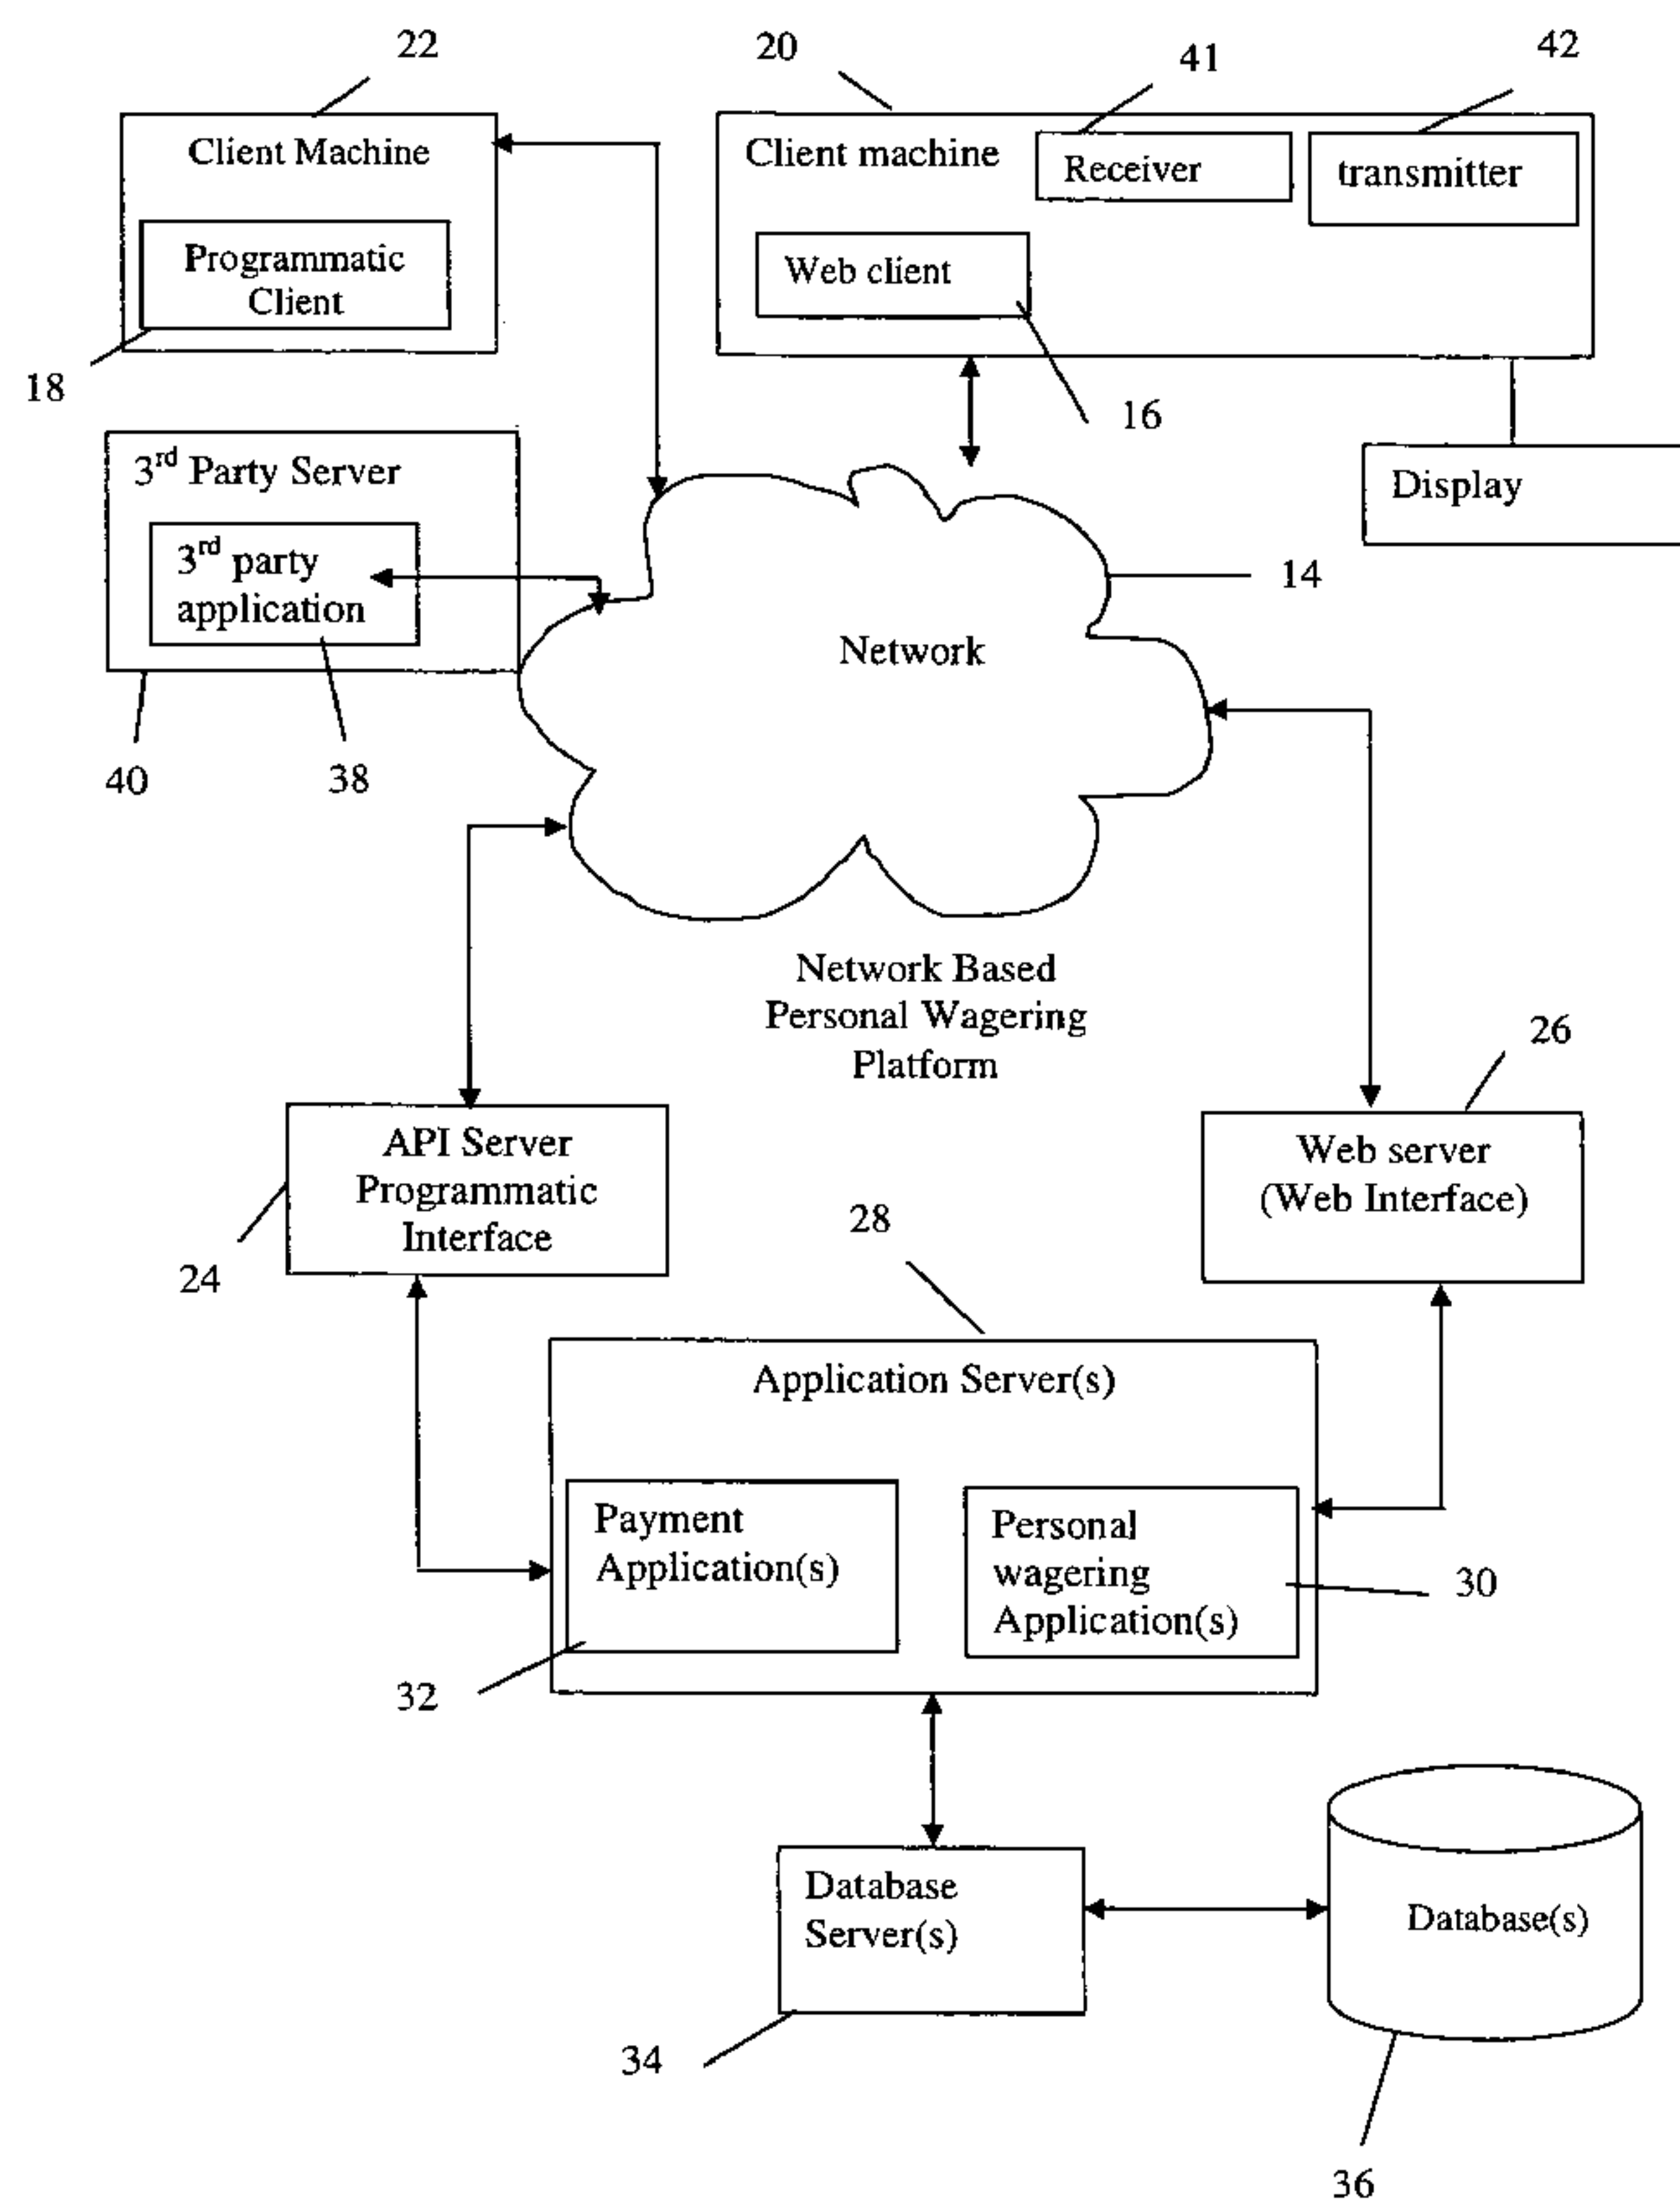 22
20
41
42
Client Machine
Client machine
Receiver
transmitter
Programmatic
Client
Web client
18
16
3rd Party Server
Display
3rd party
application
14
Network
40
38
Network Based
Personal Wagering
Platform
26
API Server
Programmatic
Interface
Web server
(Web Interface)
24
28
Application Server(s)
Payment
Application(s)
Personal
wagering
Application(s)
30
32
Database
Server(s)
Database(s)
34
36